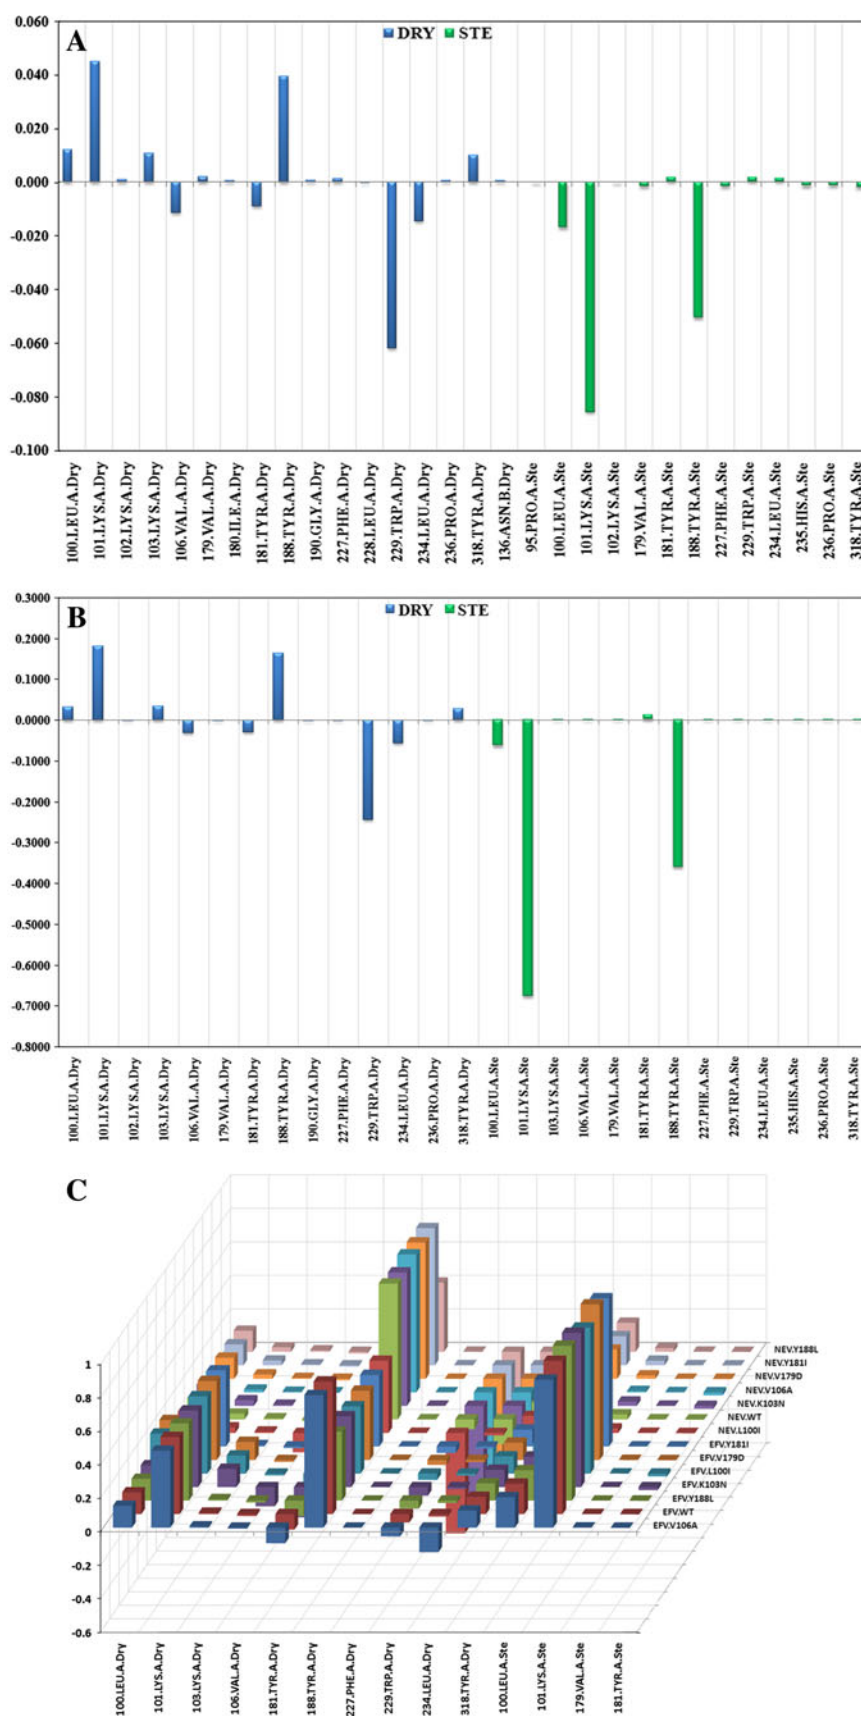 A
DRY STE
0.060
0.040
0.020
0.000
-0.020
-0.040
-0.060
-0.080
-0.100
100.LEU.A.Dry
101.LYS.A.Dry
102.LYS.A.Dry
103.LYS.A.Dry
106.VAL.A.Dry
179.VAL.A.Dry
180.ILE.A.Dry
181.TYR.A.Dry
188.TYR.A.Dry
190.GLY.A.Dry
227.PHE.A.Dry
228.LEU.A.Dry
229.TRP.A.Dry
234.LEU.A.Dry
236.PRO.A.Dry
318.TYR.A.Dry
136.ASN.B.Dry
95.PRO.A.Ste
100.LEU.A.Ste
101.LYS.A.Ste
102.LYS.A.Ste
179.VAL.A.Ste
181.TYR.A.Ste
188.TYR.A.Ste
227.PHE.A.Ste
229.TRP.A.Ste
234.LEU.A.Ste
235.HIS.A.Ste
236.PRO.A.Ste
318.TYR.A.Ste
B
DRY STE
0.3000
0.2000
0.1000
0.0000
-0.1000
-0.2000
-0.3000
-0.4000
-0.5000
-0.6000
-0.7000
-0.8000
100.LEU.A.Dry
101.LYS.A.Dry
102.LYS.A.Dry
103.LYS.A.Dry
106.VAL.A.Dry
179.VAL.A.Dry
181.TYR.A.Dry
188.TYR.A.Dry
190.GLY.A.Dry
227.PHE.A.Dry
229.TRP.A.Dry
234.LEU.A.Dry
236.PRO.A.Dry
318.TYR.A.Dry
100.LEU.A.Ste
101.LYS.A.Ste
103.LYS.A.Ste
106.VAL.A.Ste
179.VAL.A.Ste
181.TYR.A.Ste
188.TYR.A.Ste
227.PHE.A.Ste
229.TRP.A.Ste
234.LEU.A.Ste
235.HIS.A.Ste
236.PRO.A.Ste
318.TYR.A.Ste
C
1
0.8
0.6
0.4
0.2
0
-0.2
-0.4
-0.6
NEV.Y188L
NEV.Y181I
NEV.V179D
NEV.V106A
NEV.K103N
NEV.WT
NEV.L100I
EFV.Y181I
EFV.V179D
EFV.L100I
EFV.K103N
EFV.Y188L
EFV.WT
EFV.V106A
100.LEU.A.Dry
101.LYS.A.Dry
103.LYS.A.Dry
106.VAL.A.Dry
181.TYR.A.Dry
188.TYR.A.Dry
227.PHE.A.Dry
229.TRP.A.Dry
234.LEU.A.Dry
318.TYR.A.Dry
100.LEU.A.Ste
101.LYS.A.Ste
179.VAL.A.Ste
181.TYR.A.Ste